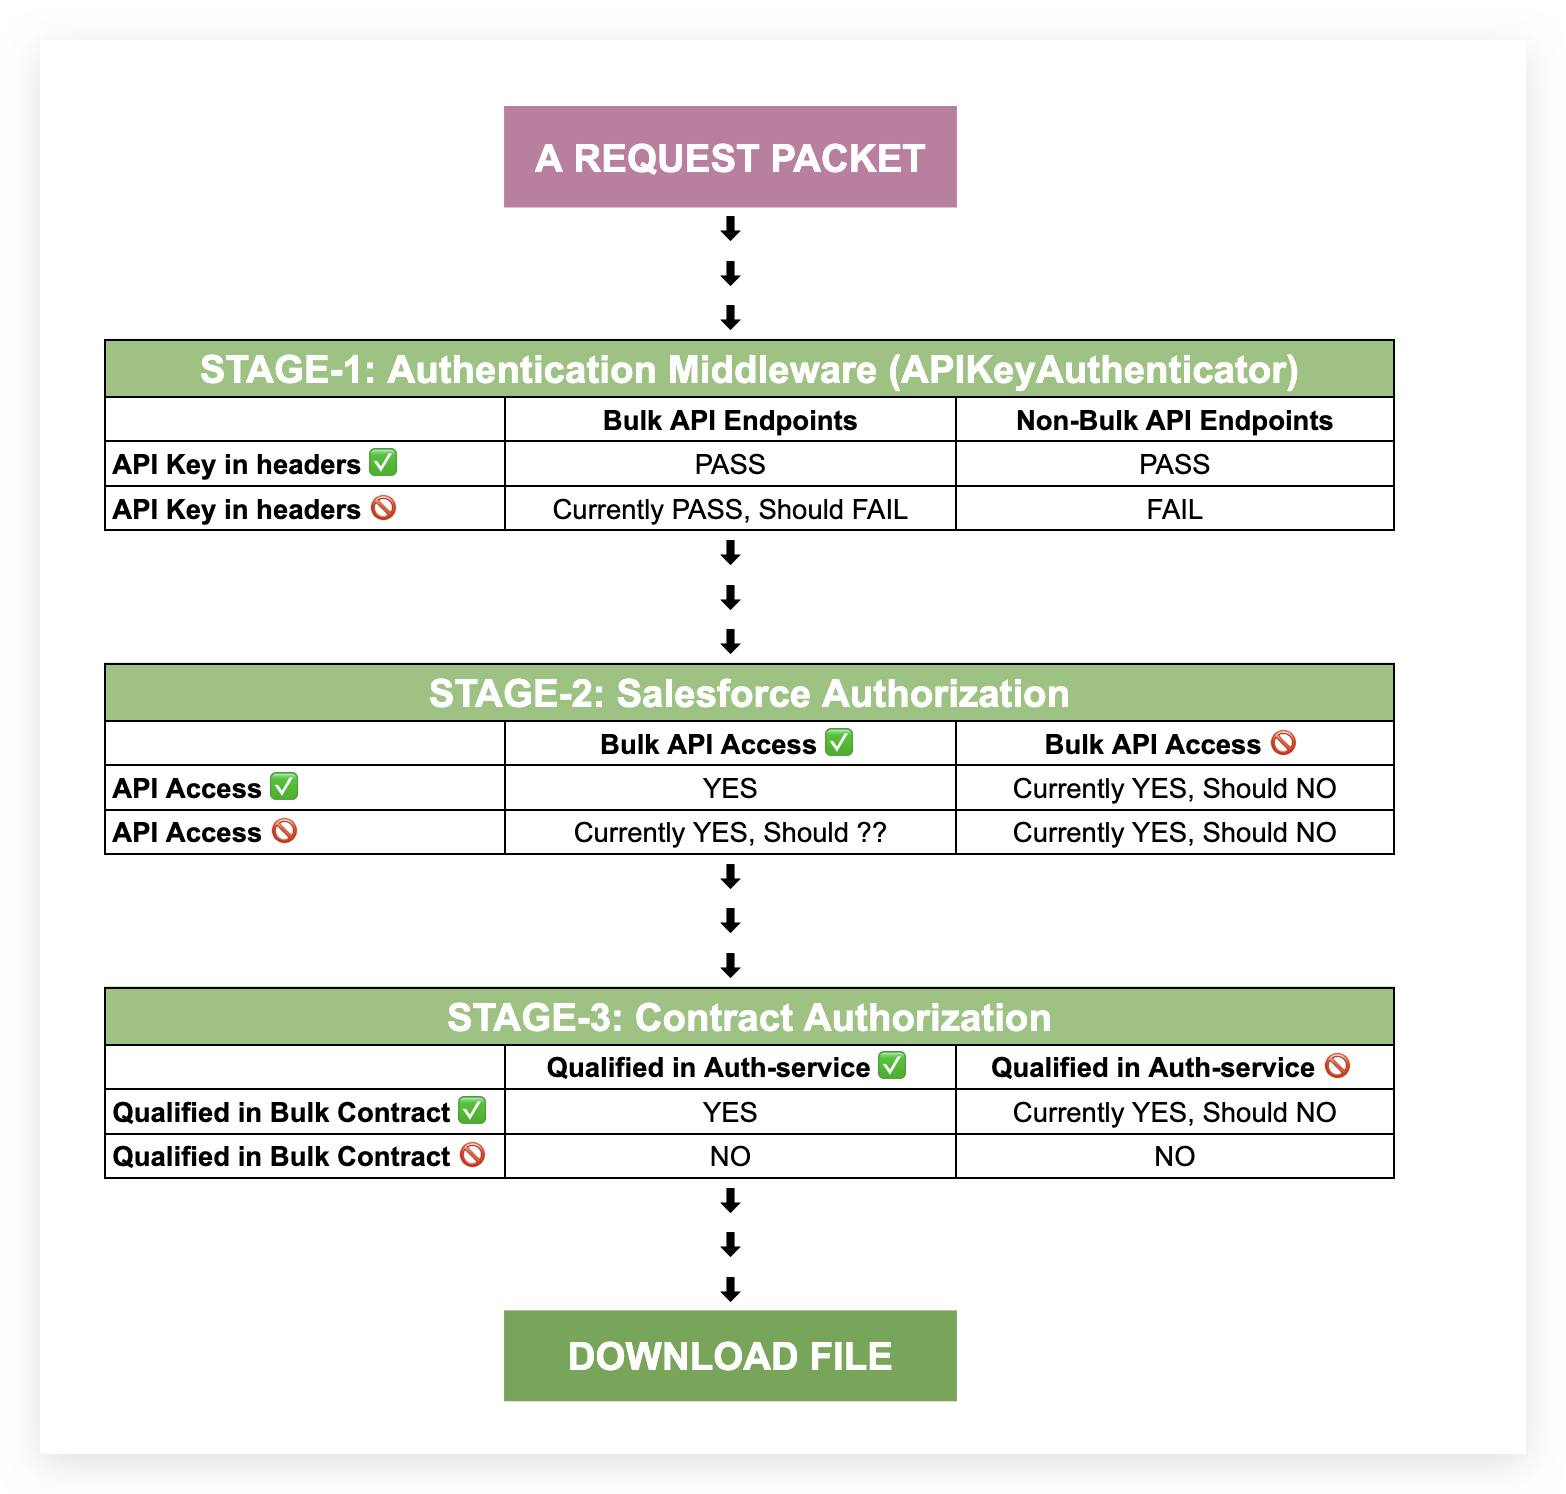 A REQUEST PACKET
STAGE-1: Authentication Middleware (APIKeyAuthenticator)
Bulk API Endpoints Non-Bulk API Endpoints
API Key in headers ✅ PASS PASS
API Key in headers 🚫 Currently PASS, Should FAIL FAIL
STAGE-2: Salesforce Authorization
Bulk API Access ✅ Bulk API Access 🚫
API Access ✅ YES Currently YES, Should NO
API Access 🚫 Currently YES, Should ?? Currently YES, Should NO
STAGE-3: Contract Authorization
Qualified in Auth-service ✅ Qualified in Auth-service 🚫
Qualified in Bulk Contract ✅ YES Currently YES, Should NO
Qualified in Bulk Contract 🚫 NO NO
DOWNLOAD FILE